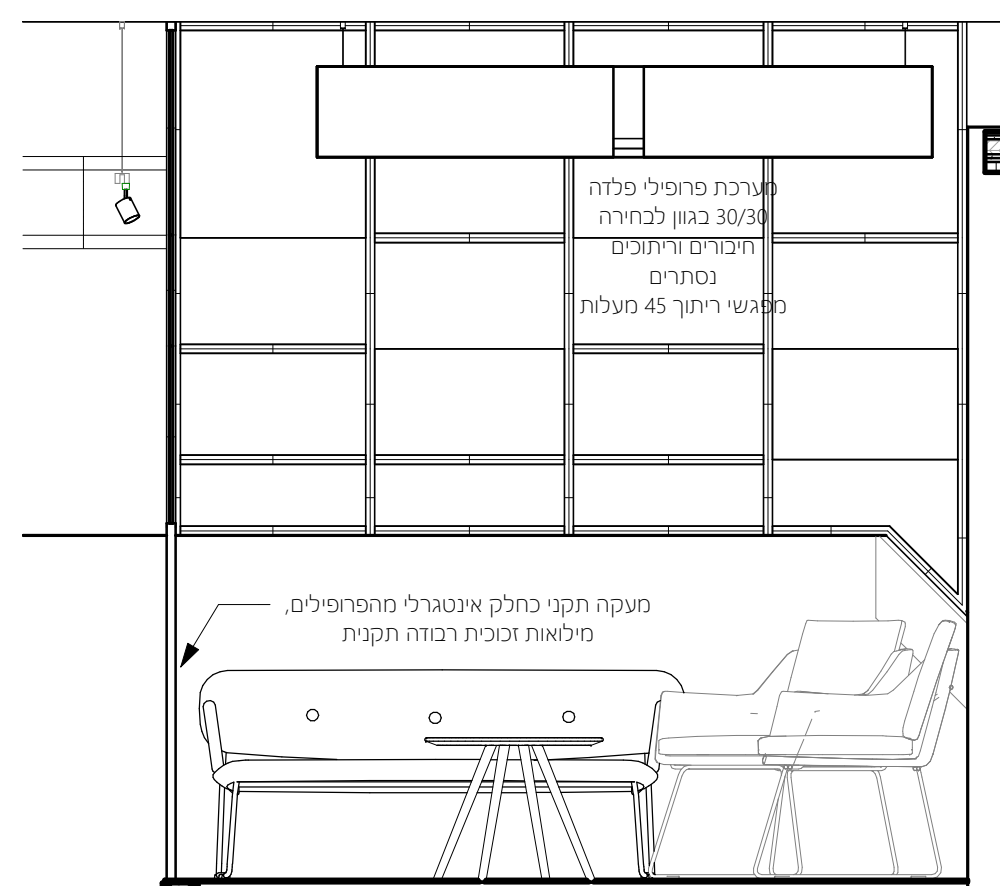 מערכת פרופילי פלדה
30/30 בגוון לבחירה
חיבורים וריתוכים
נסתרים
מפגשי ריתוך 45 מעלות
מעקה תקני כחלק אינטגרלי מהפרופילים,
מילואות זכוכית רבודה תקנית